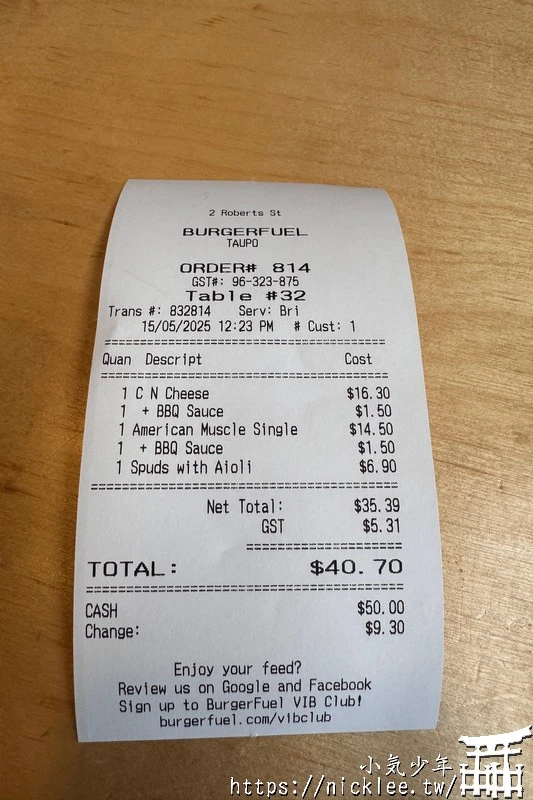 2 Roberts St
BURGERFUEL
TAUPO
ORDER# 814
GST#: 96-323-875
Table #32
Trans #: 832814 Serv: Bri
15/05/2025 12:23 PM # Cust: 1
Quan Descript Cost
1 C N Cheese $16.30
1 + BBQ Sauce $1.50
1 American Muscle Single $14.50
1 + BBQ Sauce $1.50
1 Spuds with Aioli $6.90
Net Total: $35.39
GST $5.31
TOTAL: $40.70
CASH $50.00
Change: $9.30
Enjoy your feed?
Review us on Google and Facebook
Sign up to BurgerFuel VIB Club!
burgerfuel.com/vibclub
小気少年
https://nicklee.tw/